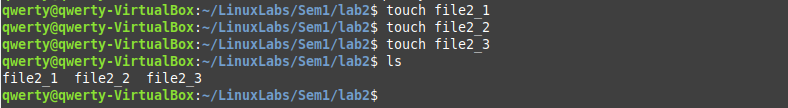 qwerty@qwerty-VirtualBox:~/LinuxLabs/Sem1/lab2$ touch file2_1
qwerty@qwerty-VirtualBox:~/LinuxLabs/Sem1/lab2$ touch file2_2
qwerty@qwerty-VirtualBox:~/LinuxLabs/Sem1/lab2$ touch file2_3
qwerty@qwerty-VirtualBox:~/LinuxLabs/Sem1/lab2$ ls
file2_1  file2_2  file2_3
qwerty@qwerty-VirtualBox:~/LinuxLabs/Sem1/lab2$